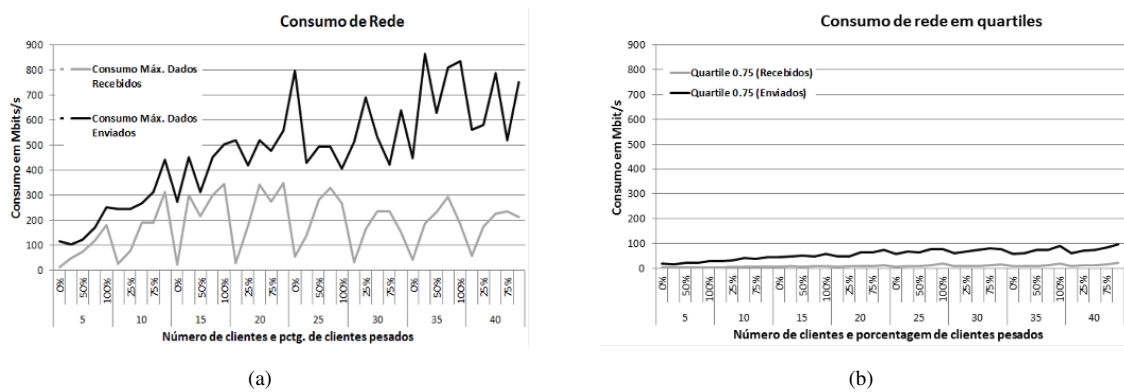 Consumo de Rede
Consumo em Mbits/s
900
800
700
600
500
400
300
200
100
0
Consumo Máx. Dados
Recebidos
Consumo Máx. Dados
Enviados
0% 50% 100% 25% 75% 0% 50% 100% 25% 75% 0% 50% 100% 25% 75% 0% 50% 100% 25% 75%
5 10 15 20 25 30 35 40
Número de clientes e pctg. de clientes pesados
(a)
Consumo de rede em quartiles
Consumo em Mbit/s
900
800
700
600
500
400
300
200
100
0
Quartile 0.75 (Recebidos)
Quartile 0.75 (Enviados)
0% 50% 100% 25% 75% 0% 50% 100% 25% 75% 0% 50% 100% 25% 75% 0% 50% 100% 25% 75%
5 10 15 20 25 30 35 40
Número de clientes e porcentagem de clientes pesados
(b)